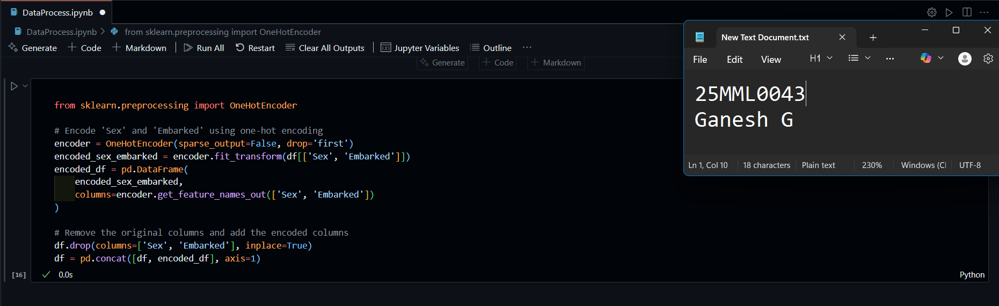 DataProcess.ipynb
DataProcess.ipynb > from sklearn.preprocessing import OneHotEncoder
Generate + Code + Markdown | Run All Restart Clear All Outputs | Jupyter Variables Outline ...
Generate + Code + Markdown
from sklearn.preprocessing import OneHotEncoder
# Encode 'Sex' and 'Embarked' using one-hot encoding
encoder = OneHotEncoder(sparse_output=False, drop='first')
encoded_sex_embarked = encoder.fit_transform(df[['Sex', 'Embarked']])
encoded_df = pd.DataFrame(
    encoded_sex_embarked,
    columns=encoder.get_feature_names_out(['Sex', 'Embarked'])
)
# Remove the original columns and add the encoded columns
df.drop(columns=['Sex', 'Embarked'], inplace=True)
df = pd.concat([df, encoded_df], axis=1)
[16] ✓ 0.0s
Python
New Text Document.txt
File Edit View H1
25MML0043
Ganesh G
Ln 1, Col 10 18 characters Plain text 230% Windows (Cl UTF-8